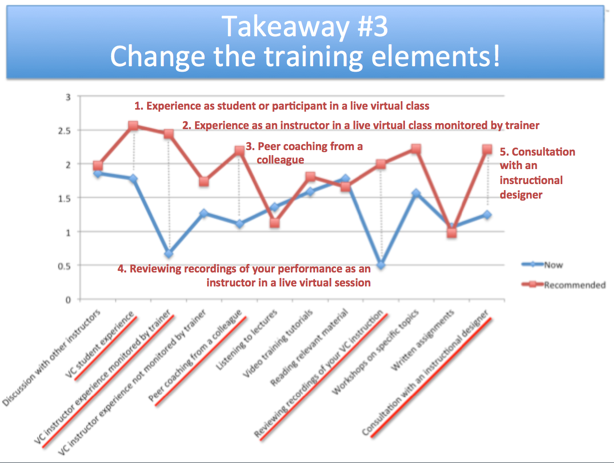 Takeaway #3
Change the training elements!
3
2.5
2
1.5
1
0.5
0
1. Experience as student or participant in a live virtual class
2. Experience as an instructor in a live virtual class monitored by trainer
3. Peer coaching from a
colleague
5. Consultation
with an
instructional
designer
4. Reviewing recordings of your performance as an
instructor in a live virtual session
Now
Recommended
Discussion with other instructors
VC student experience
VC instructor experience monitored by trainer
VC instructor experience not monitored by trainer
Peer coaching from a colleague
Listening to lectures
Video training tutorials
Reading relevant material
Reviewing recordings of your VC instruction
Workshops on specific topics
Written assignments
Consultation with an instructional designer